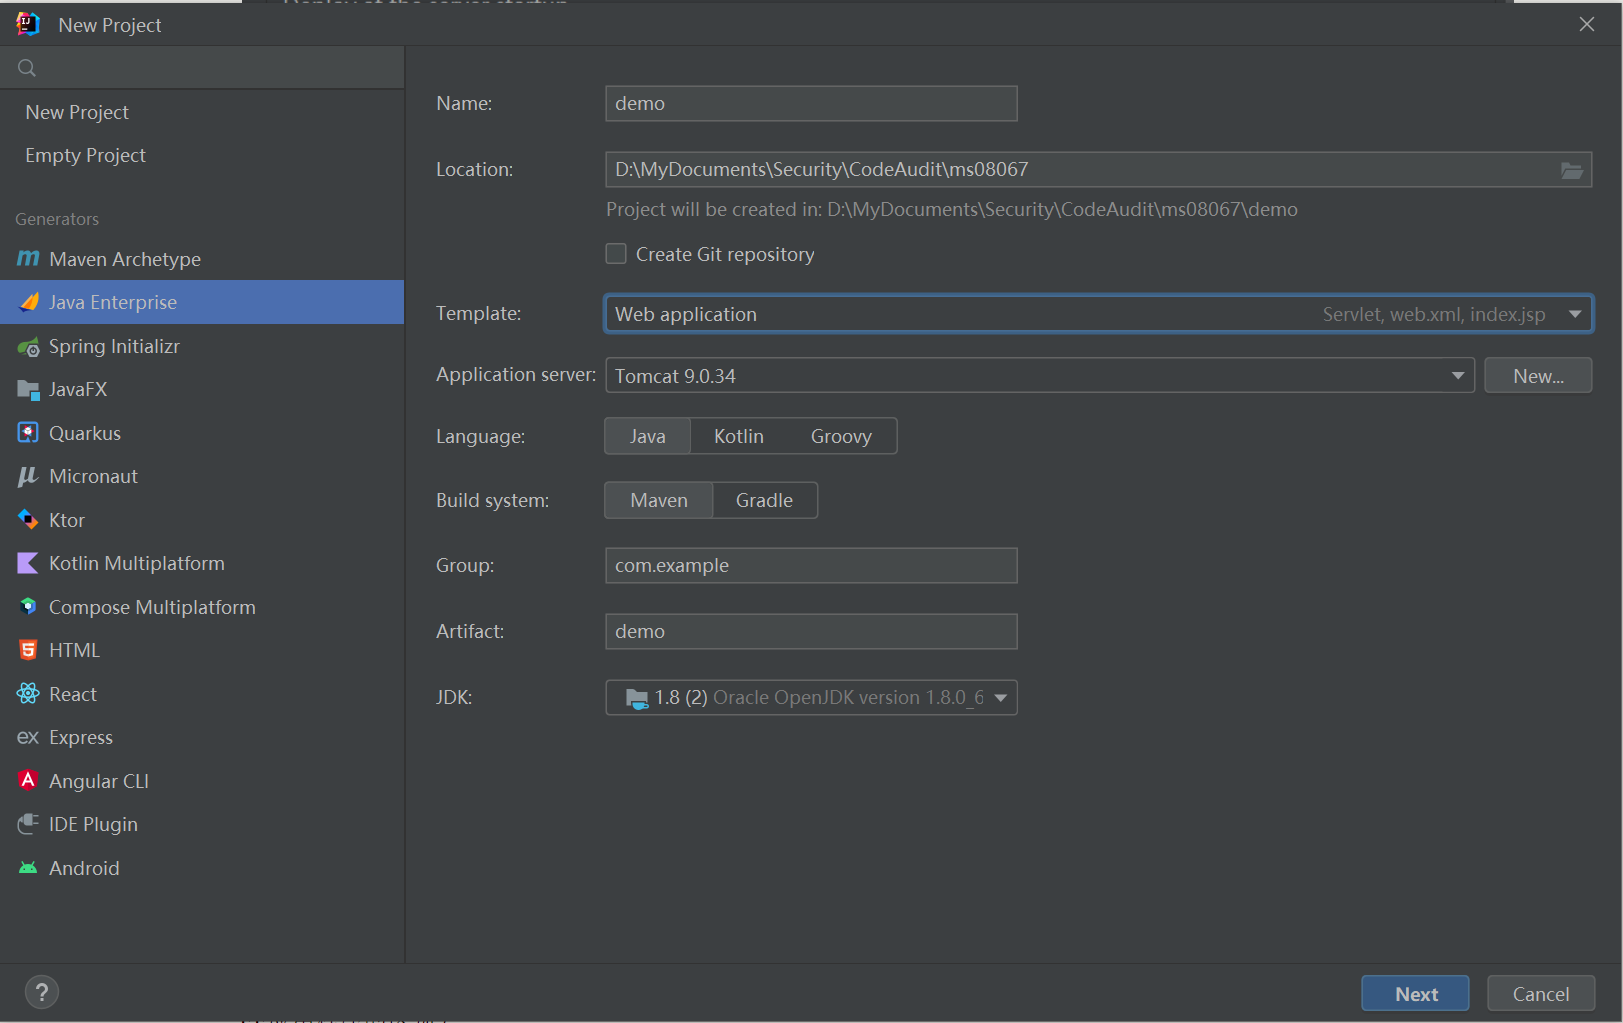 New Project
New Project
Empty Project
Generators
Maven Archetype
Java Enterprise
Spring Initializr
JavaFX
Quarkus
Micronaut
Ktor
Kotlin Multiplatform
Compose Multiplatform
HTML
React
ex Express
Angular CLI
IDE Plugin
Android
Name: demo
Location: D:\MyDocuments\Security\CodeAudit\ms08067
Project will be created in: D:\MyDocuments\Security\CodeAudit\ms08067\demo
Create Git repository
Template: Web application Servlet, web.xml, index.jsp
Application server: Tomcat 9.0.34 New...
Language: Java Kotlin Groovy
Build system: Maven Gradle
Group: com.example
Artifact: demo
JDK: 1.8 (2) Oracle OpenJDK version 1.8.0_6
? Next Cancel